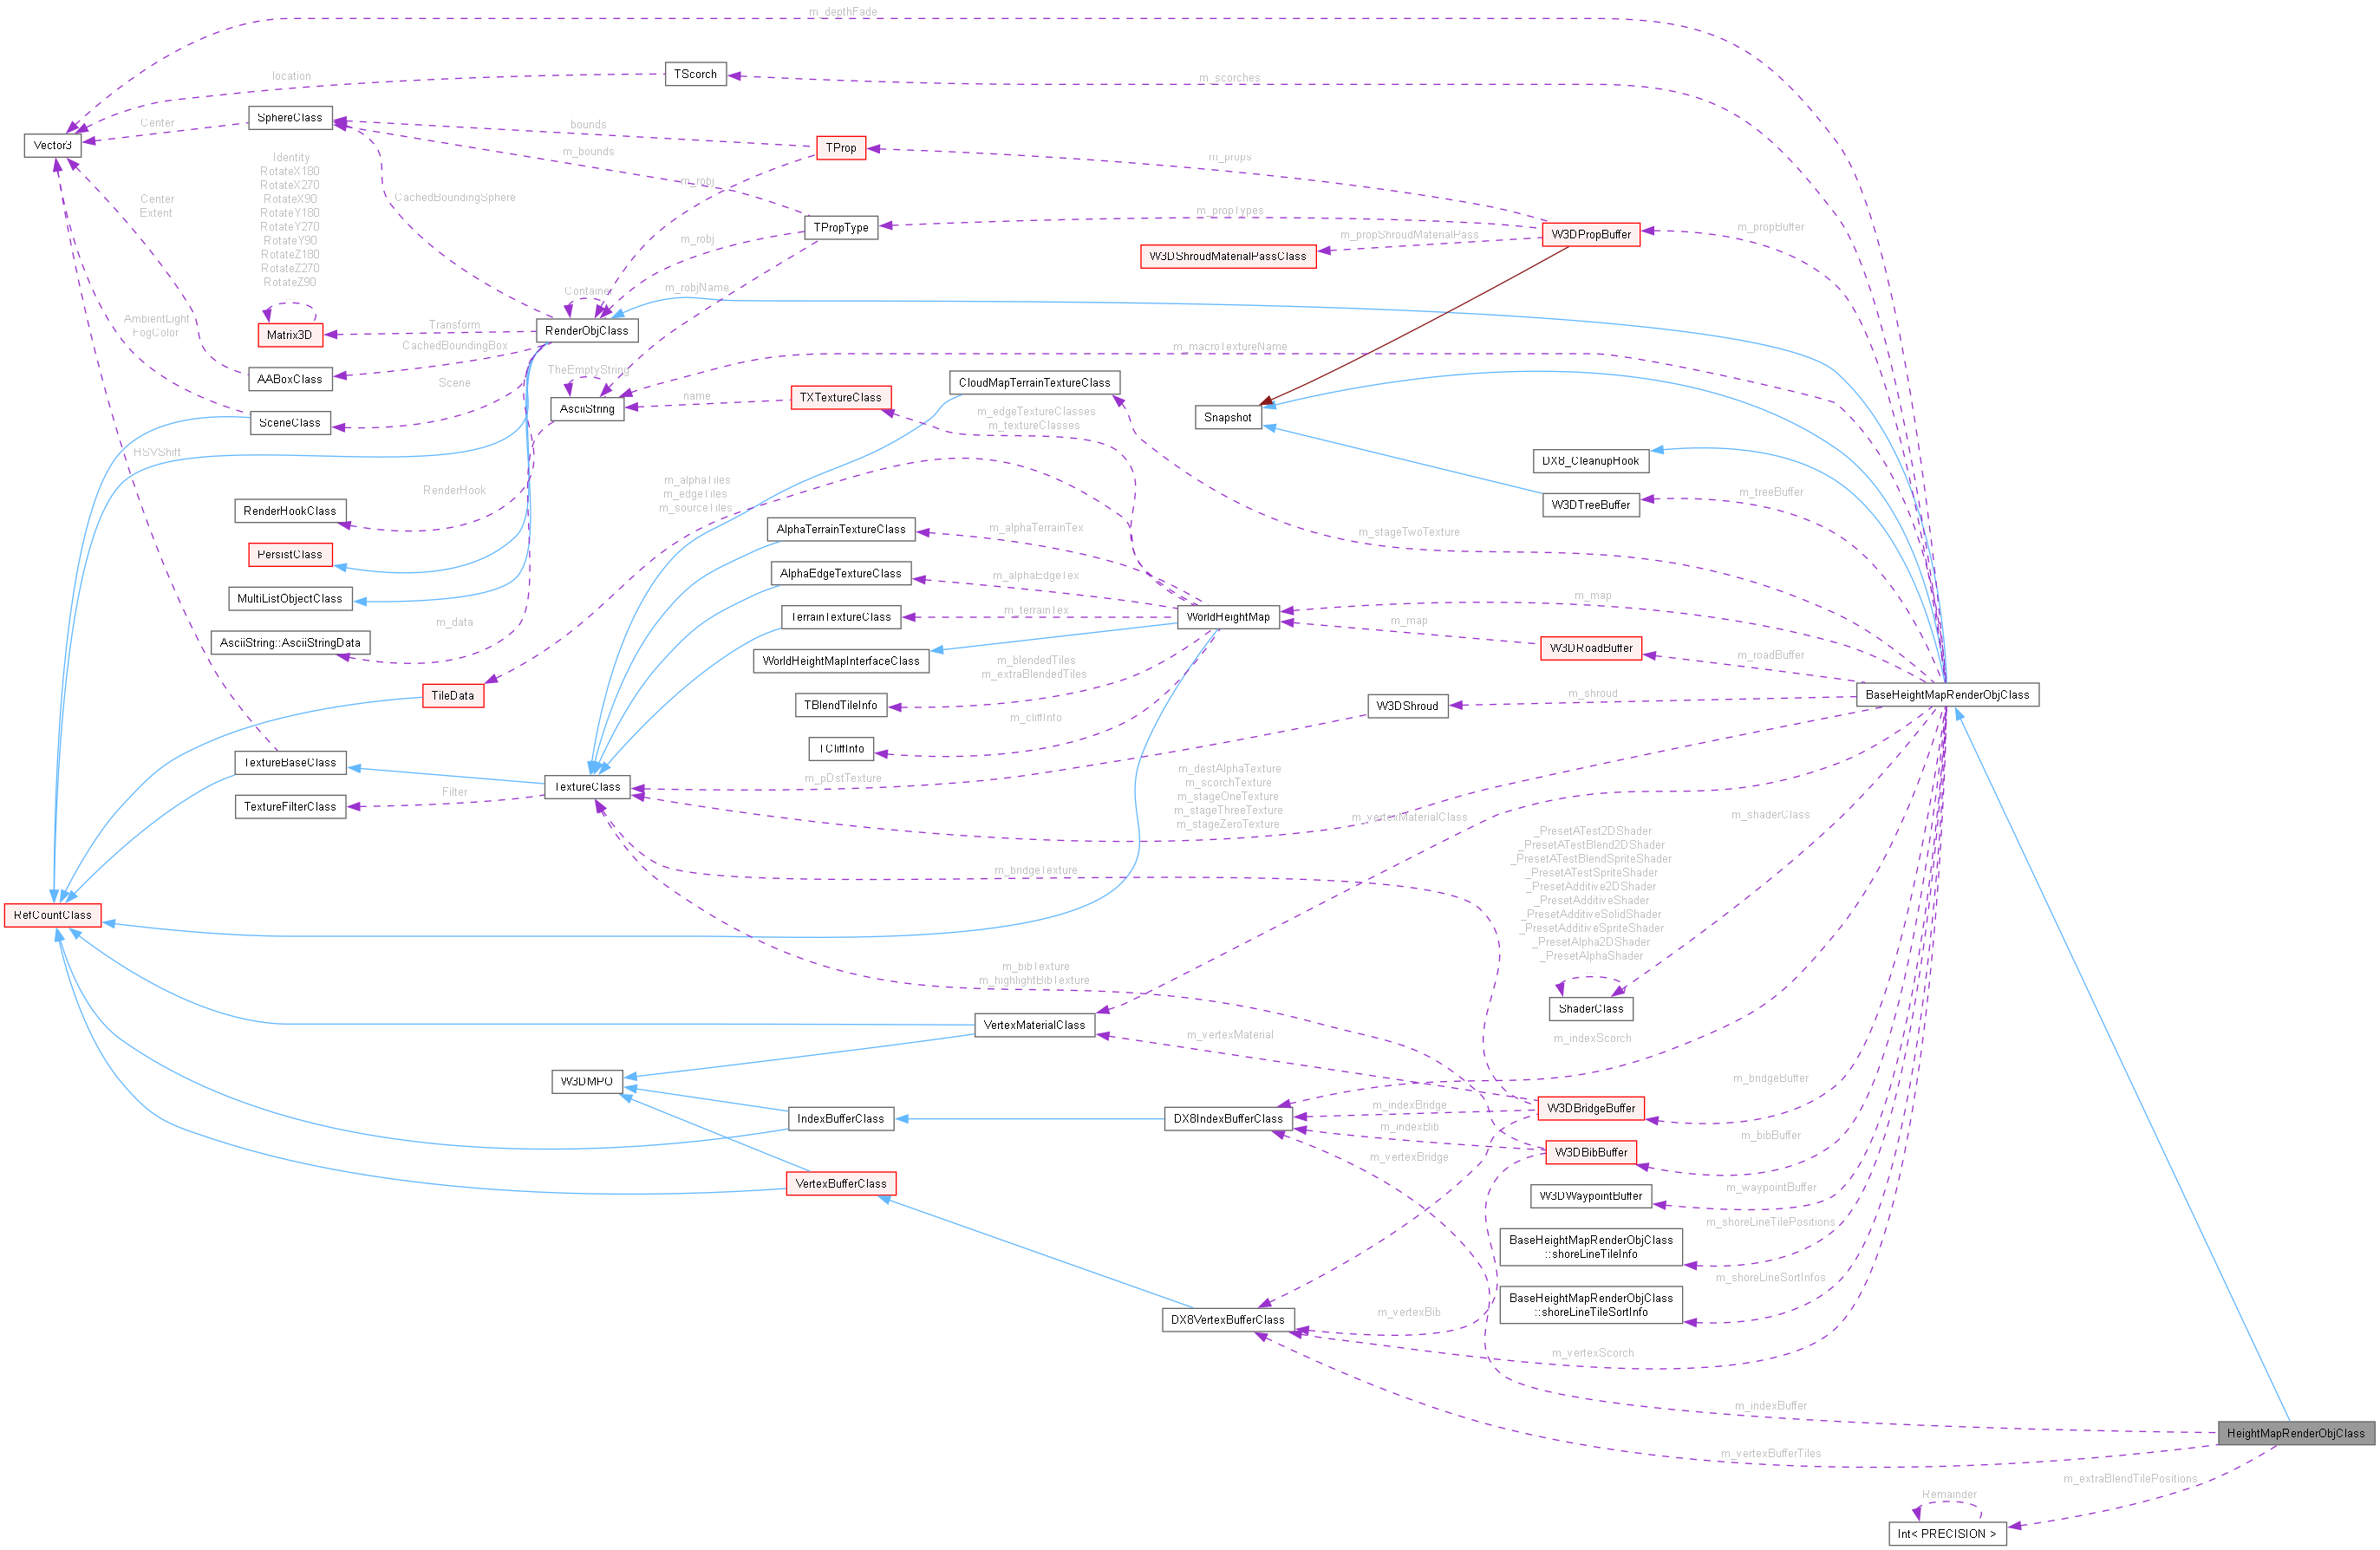 m_depthFade
location
TScorch
m_scorches
SphereClass
Center
Vector3
bounds
TProp
m_bounds
m_props
Identity
RotateX180
RotateX270
RotateX90
RotateY180
RotateY270
RotateY90
RotateZ180
RotateZ270
RotateZ90
...
Center
Extent
CachedBoundingSphere
m_robj
TPropType
m_propTypes
W3DPropBuffer
m_propBuffer
m_propShroudMaterialPass
W3DShroudMaterialPassClass
m_robj
m_robjName
Container
AmbientLight
FogColor
Matrix3D
Transform
RenderObjClass
CachedBoundingBox
m_macroTextureName
AABoxClass
Scene
TheEmptyString
AsciiString
name
TXTextureClass
CloudMapTerrainTextureClass
m_edgeTextureClasses
m_textureClasses
Snapshot
SceneClass
HSVShift
DX8_CleanupHook
RenderHook
RenderHookClass
m_alphaTiles
m_edgeTiles
m_sourceTiles
W3DTreeBuffer
m_treeBuffer
AlphaTerrainTextureClass
m_alphaTerrainTex
m_stageTwoTexture
PersistClass
AlphaEdgeTextureClass
m_alphaEdgeTex
MultiListObjectClass
TerrainTextureClass
m_terrainTex
WorldHeightMap
m_map
m_map
m_data
AsciiString::AsciiStringData
WorldHeightMapInterfaceClass
m_blendedTiles
m_extraBlendedTiles
W3DRoadBuffer
m_roadBuffer
TileData
TBlendTileInfo
W3DShroud
m_shroud
BaseHeightMapRenderObjClass
m_cliffInfo
TCliffInfo
TextureBaseClass
m_pDstTexture
m_destAlphaTexture
m_scorchTexture
m_stageOneTexture
m_stageThreeTexture
m_stageZeroTexture
TextureClass
Filter
TextureFilterClass
m_vertexMaterialClass
m_shaderClass
_PresetATest2DShader
_PresetATestBlend2DShader
_PresetATestBlendSpriteShader
_PresetATestSpriteShader
_PresetAdditive2DShader
_PresetAdditiveShader
_PresetAdditiveSolidShader
_PresetAdditiveSpriteShader
_PresetAlpha2DShader
_PresetAlphaShader
...
m_bridgeTexture
RefCountClass
m_bibTexture
m_highlightBibTexture
ShaderClass
VertexMaterialClass
m_vertexMaterial
m_indexScorch
W3DMPO
m_bridgeBuffer
IndexBufferClass
DX8IndexBufferClass
m_indexBridge
W3DBridgeBuffer
m_indexBib
m_bibBuffer
W3DBibBuffer
m_vertexBridge
VertexBufferClass
W3DWaypointBuffer
m_waypointBuffer
m_shoreLineTilePositions
BaseHeightMapRenderObjClass
::shoreLineTileInfo
m_shoreLineSortInfos
BaseHeightMapRenderObjClass
::shoreLineTileSortInfo
m_vertexBib
DX8VertexBufferClass
m_vertexScorch
m_indexBuffer
HeightMapRenderObjClass
m_vertexBufferTiles
m_extraBlendTilePositions
Remainder
Int< PRECISION >